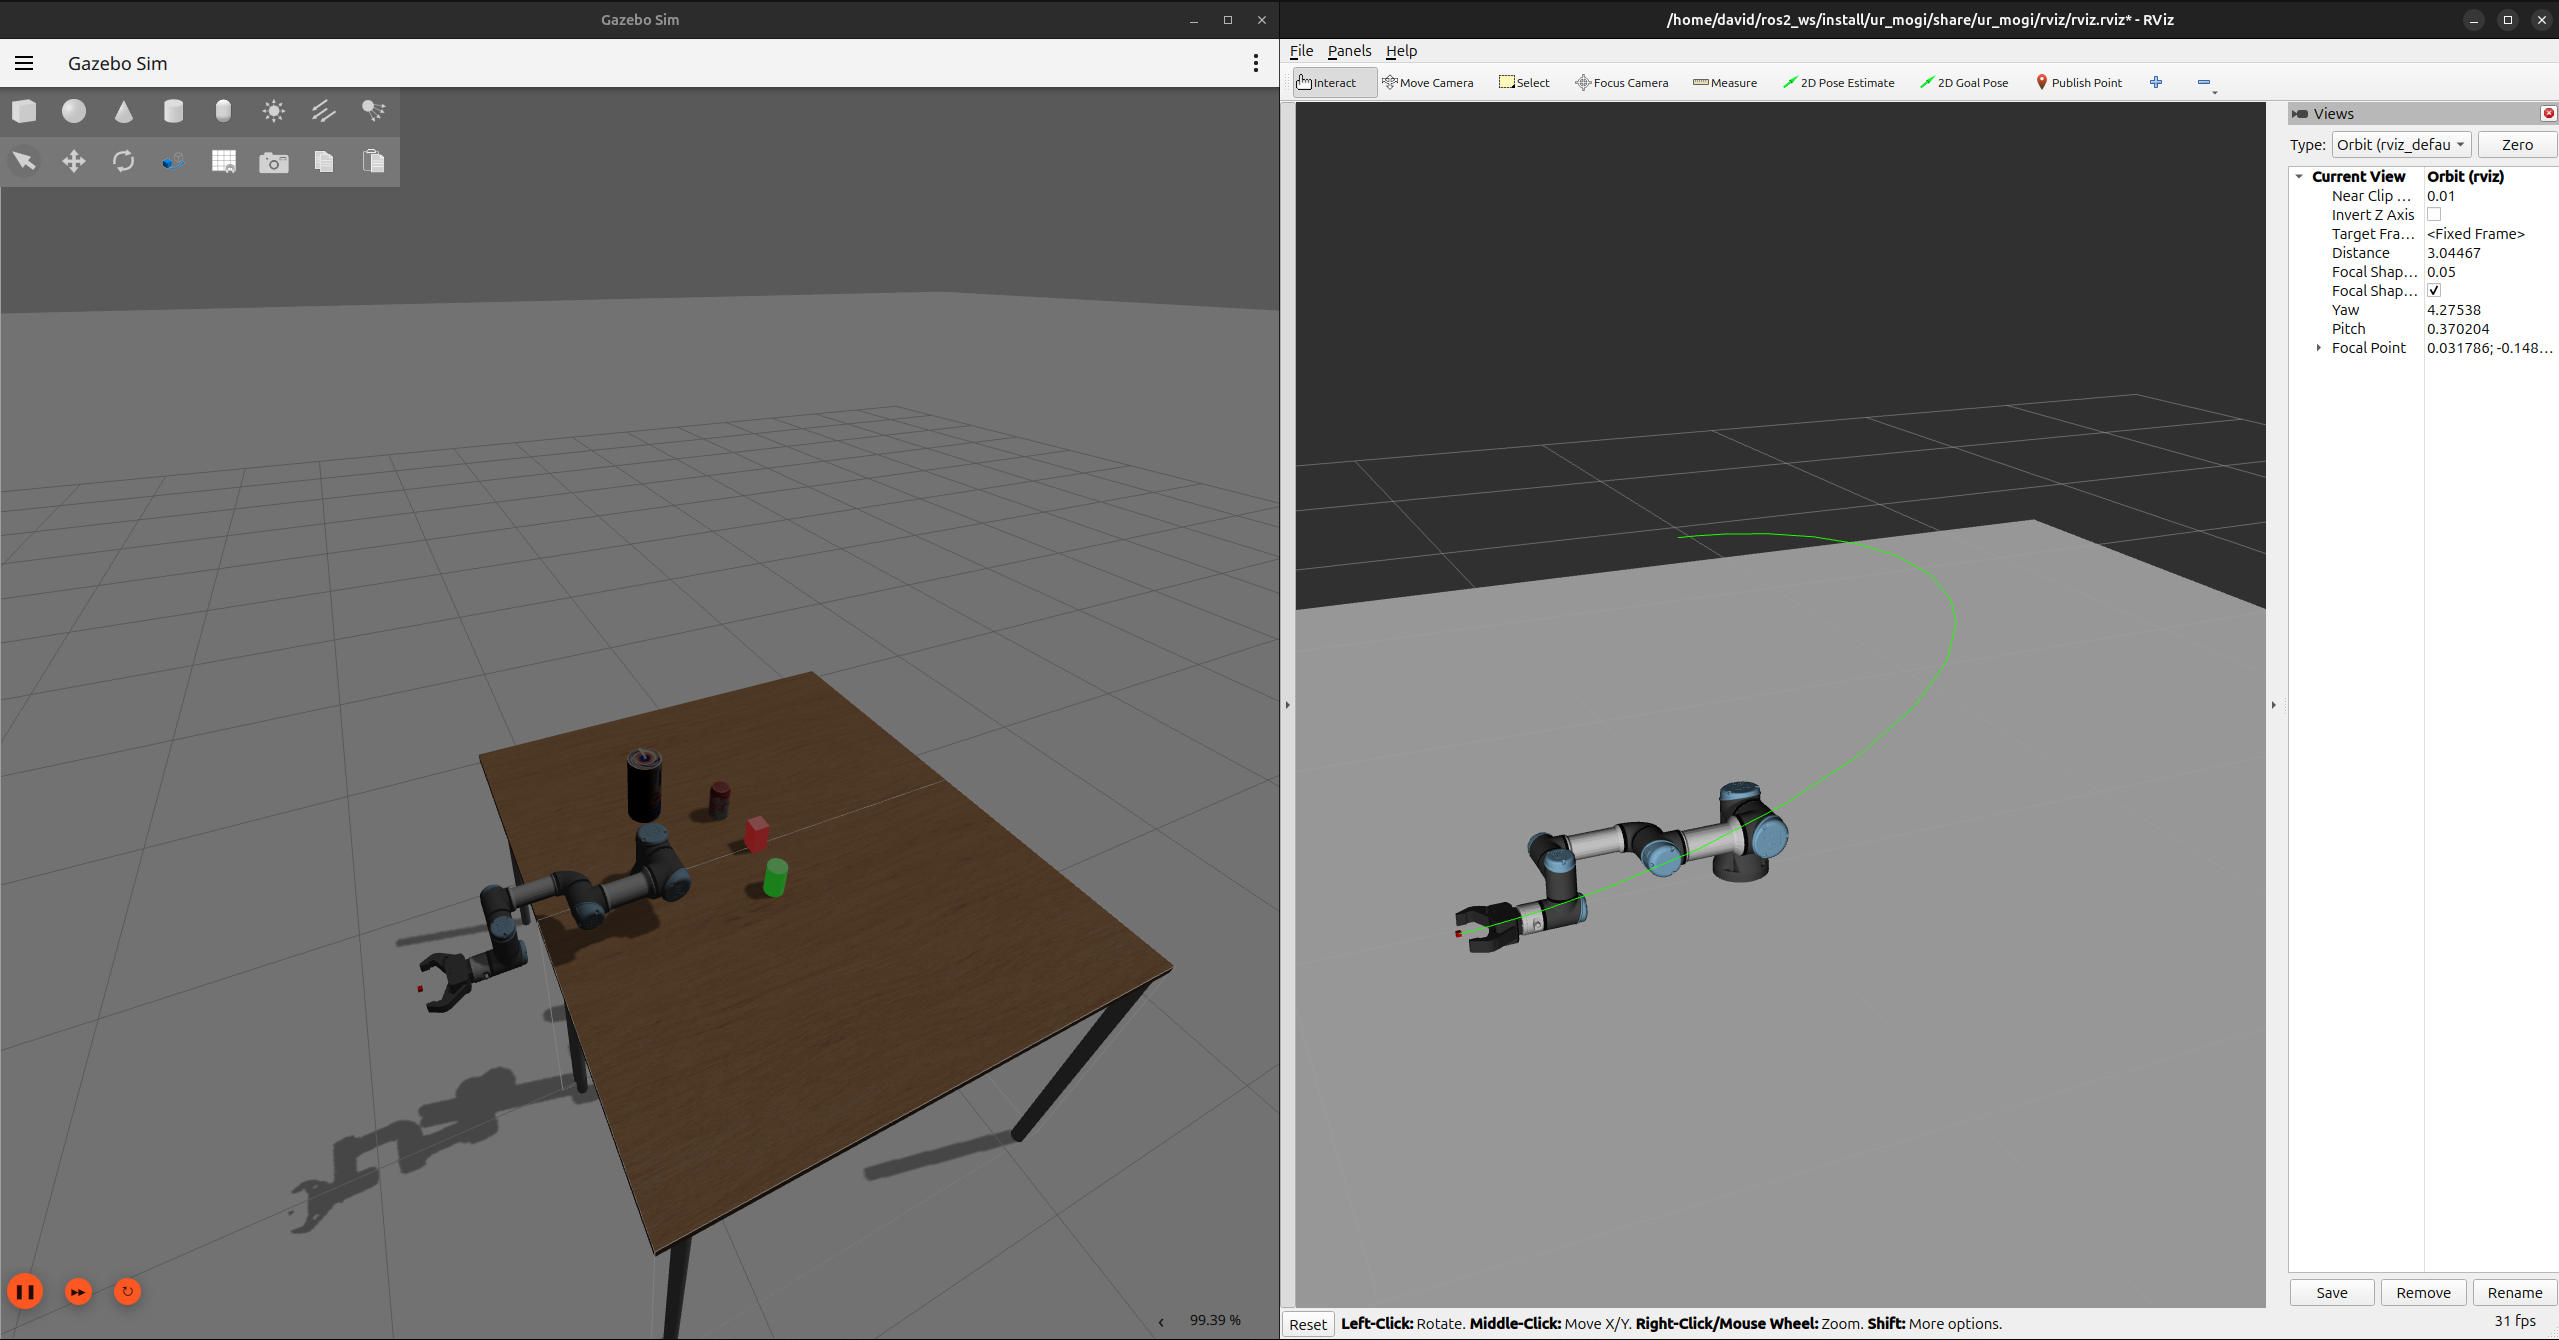 Gazebo Sim
Gazebo Sim
99.39 %
/home/david/ros2_ws/install/ur_mogi/share/ur_mogi/rviz/rviz.rviz* - RViz
File Panels Help
Interact Move Camera Select Focus Camera Measure 2D Pose Estimate 2D Goal Pose Publish Point
Views
Type: Orbit (rviz_defau Zero
Current View Orbit (rviz)
Near Clip ... 0.01
Invert Z Axis
Target Fra... <Fixed Frame>
Distance 3.04467
Focal Shap... 0.05
Focal Shap...
Yaw 4.27538
Pitch 0.370204
Focal Point 0.031786; -0.148...
Save Remove Rename
Reset Left-Click: Rotate. Middle-Click: Move X/Y. Right-Click/Mouse Wheel: Zoom. Shift: More options. 31 fps